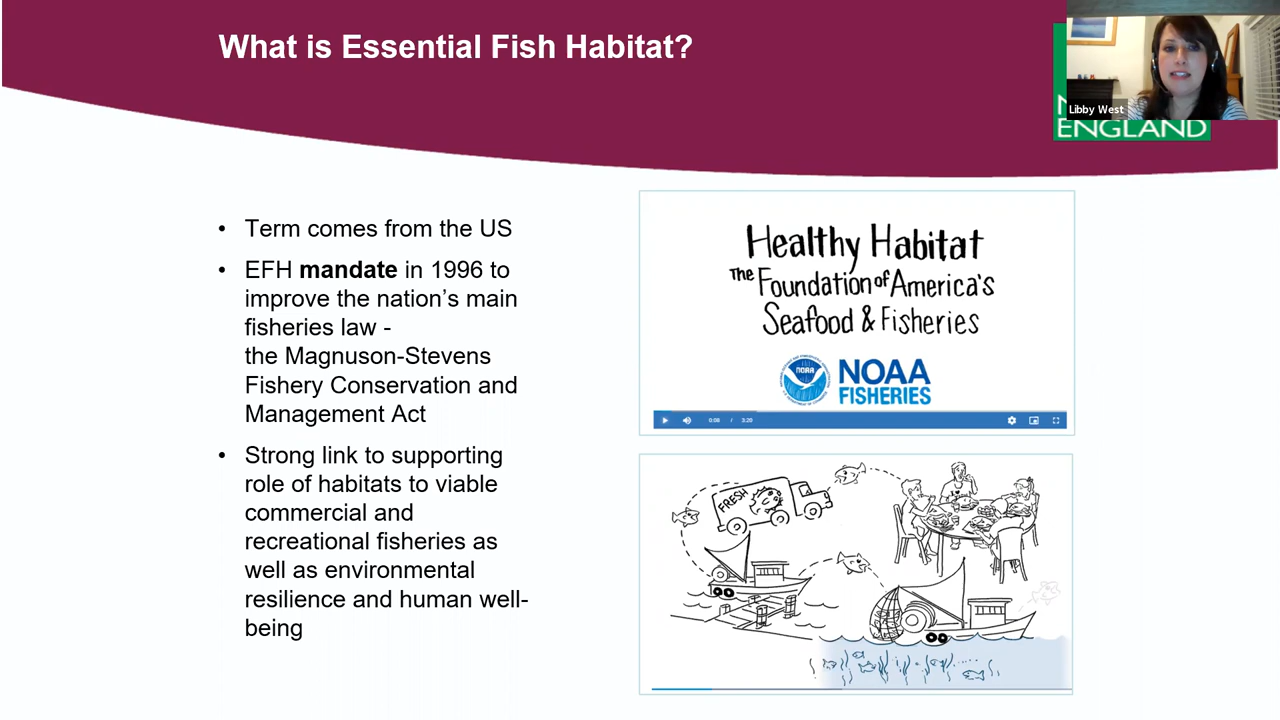 What is Essential Fish Habitat?
Libby West
ENGLAND
• Term comes from the US
• EFH mandate in 1996 to
improve the nation’s main
fisheries law -
the Magnuson-Stevens
Fishery Conservation and
Management Act
• Strong link to supporting
role of habitats to viable
commercial and
recreational fisheries as
well as environmental
resilience and human well-
being
Healthy Habitat
The Foundation of America's
Seafood & Fisheries
NOAA
NOAA
FISHERIES
0:08 / 3:20
FRESH